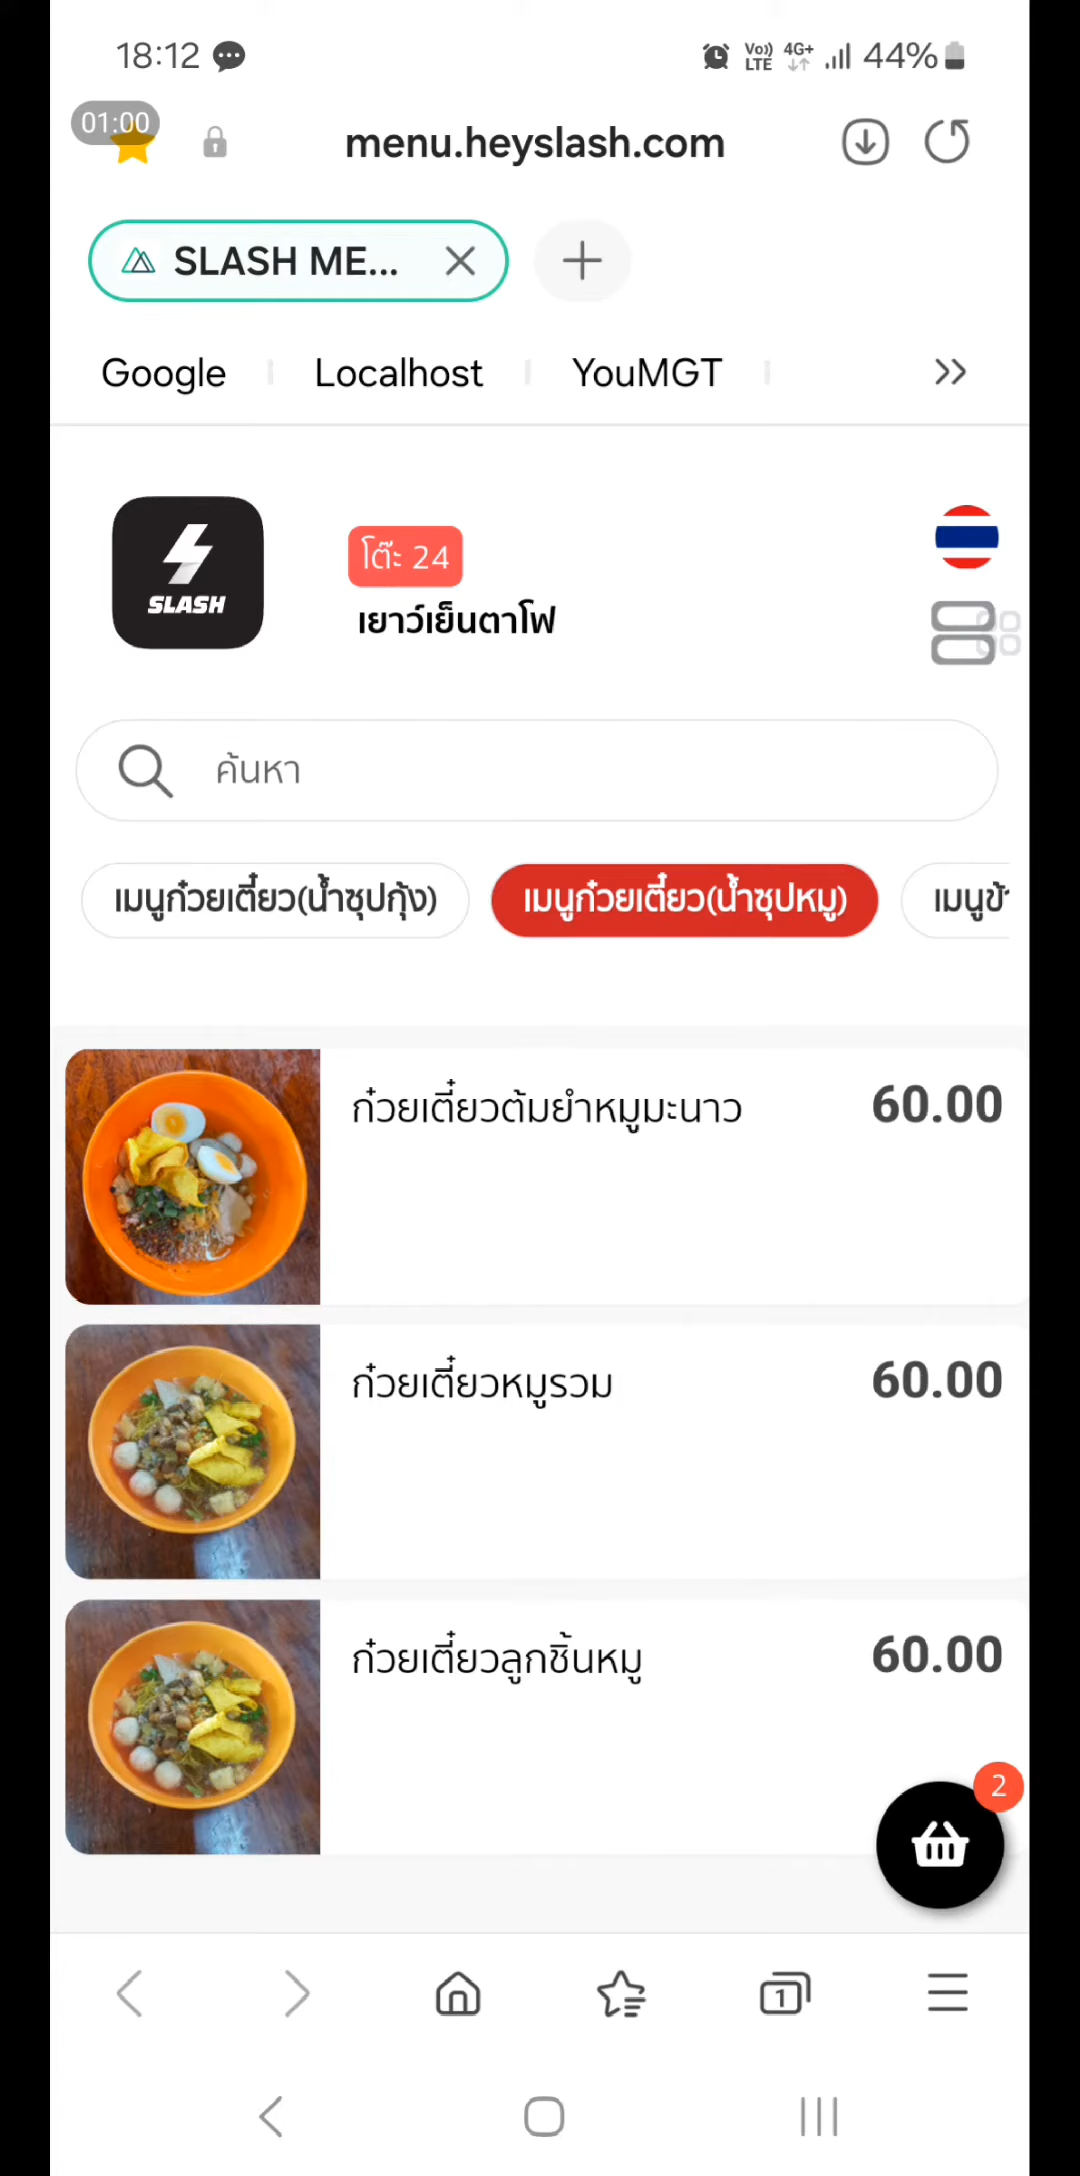 18:12
Vo)) LTE 4G+ 44%
01:00
menu.heyslash.com
SLASH ME...
Google
Localhost
YouMGT
SLASH
โต๊ะ 24
เยาว์เย็นตาโฟ
ค้นหา
เมนูก๋วยเตี๋ยว(น้ำซุปกุ้ง)
เมนูก๋วยเตี๋ยว(น้ำซุปหมู)
เมนูข้
ก๋วยเตี๋ยวต้มยำหมูมะนาว 60.00
ก๋วยเตี๋ยวหมูรวม 60.00
ก๋วยเตี๋ยวลูกชิ้นหมู 60.00
2
1